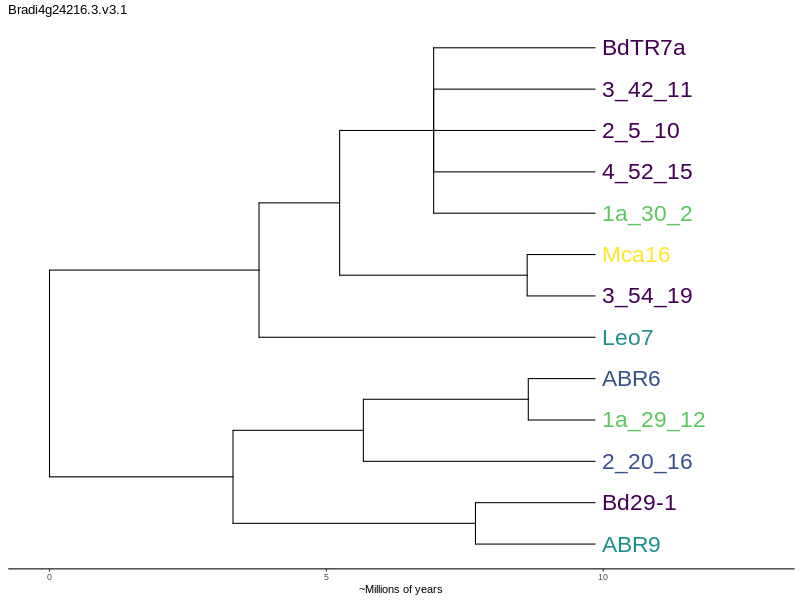 Bradi4g24216.3.v3.1
BdTR7a
3_42_11
2_5_10
4_52_15
1a_30_2
Mca16
3_54_19
Leo7
ABR6
1a_29_12
2_20_16
Bd29-1
ABR9
0 5 10
~Millions of years